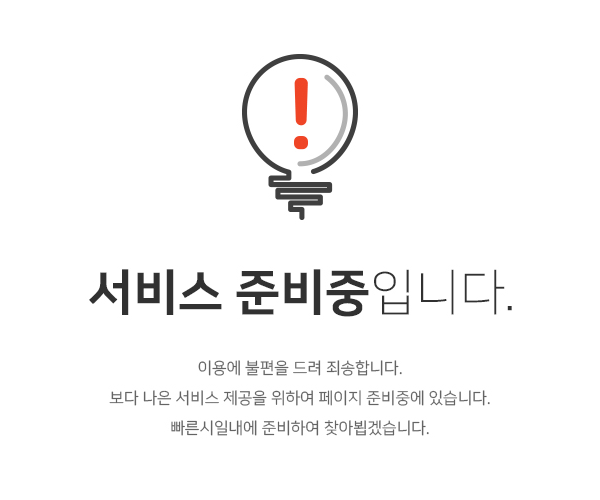 서비스 준비중입니다.
이용에 불편을 드려 죄송합니다.
보다 나은 서비스 제공을 위하여 페이지 준비중에 있습니다.
빠른시일내에 준비하여 찾아뵙겠습니다.